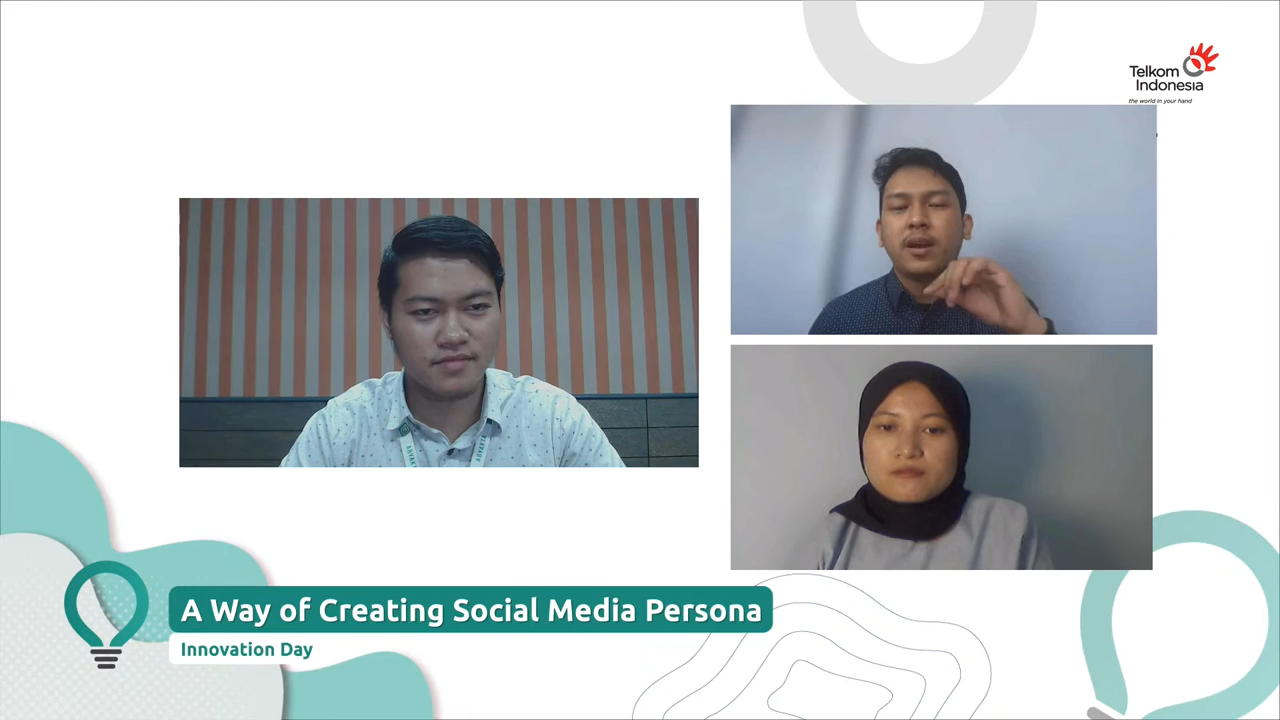 Telkom
Indonesia
the world in your hand
A Way of Creating Social Media Persona
Innovation Day